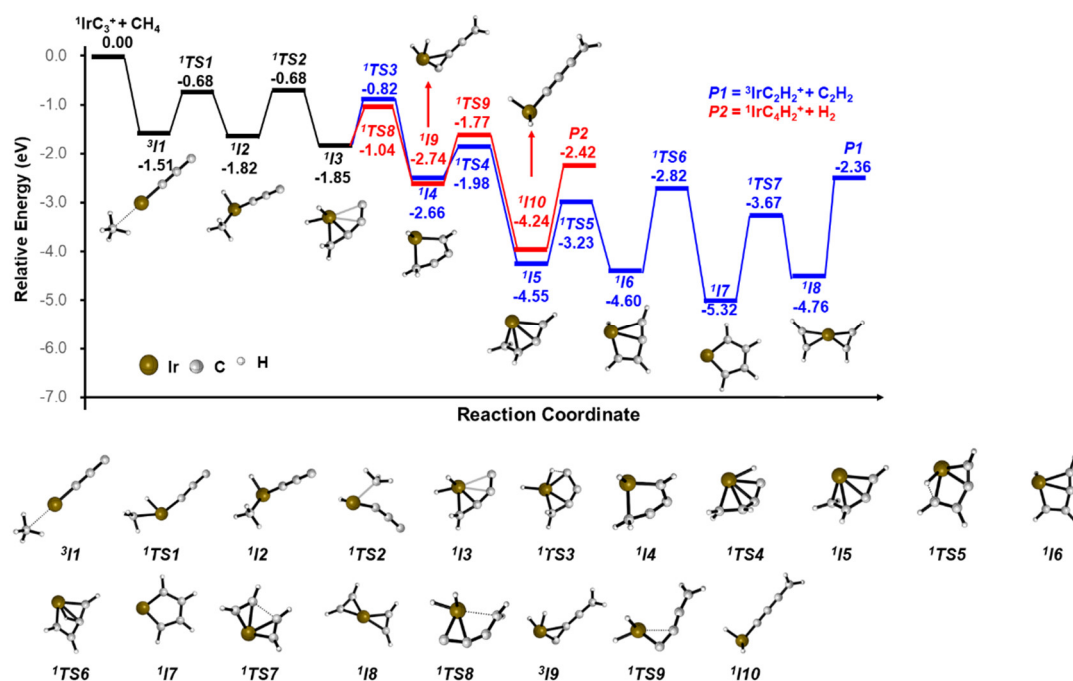 ¹IrC₃⁺ + CH₄
0.00
0.0
-1.0
-2.0
-3.0
-4.0
-5.0
-6.0
-7.0
Relative Energy (eV)
Reaction Coordinate
³I1
-1.51
¹TS1
-0.68
¹I2
-1.82
¹TS2
-0.68
¹I3
-1.85
¹TS3
-0.82
¹TS8
-1.04
¹I9
-2.74
¹I4
-2.66
¹TS9
-1.77
¹TS4
-1.98
¹I10
-4.24
¹I5
-4.55
P2
-2.42
¹TS5
-3.23
¹I6
-4.60
¹TS6
-2.82
¹I7
-5.32
¹TS7
-3.67
¹I8
-4.76
P1
-2.36
P1 = ³IrC₂H₂⁺ + C₂H₂
P2 = ¹IrC₄H₂⁺ + H₂
Ir C H
³I1 ¹TS1 ¹I2 ¹TS2 ¹I3 ¹TS3 ¹I4 ¹TS4 ¹I5 ¹TS5 ¹I6
¹TS6 ¹I7 ¹TS7 ¹I8 ¹TS8 ³I9 ¹TS9 ¹I10